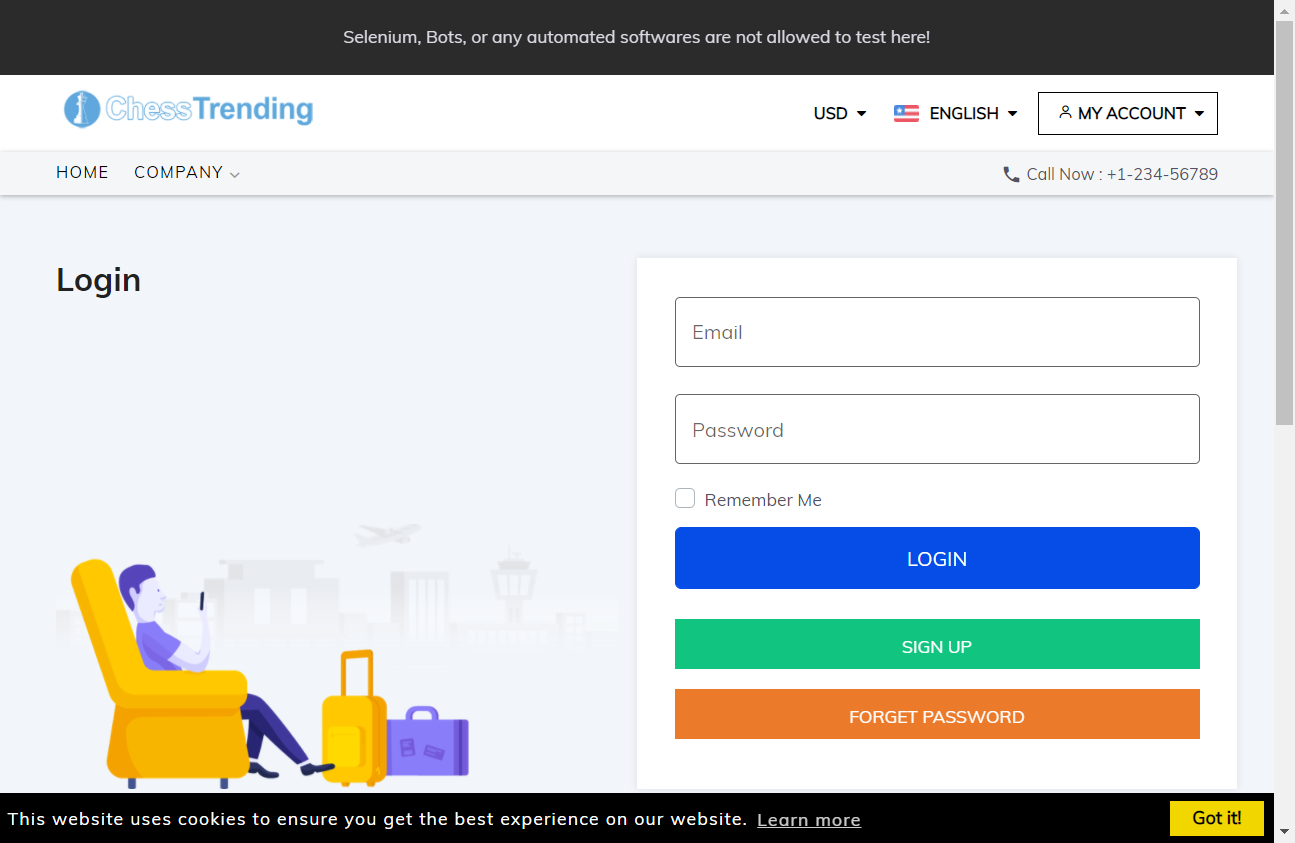 Selenium, Bots, or any automated softwares are not allowed to test here!
ChessTrending
USD
ENGLISH
MY ACCOUNT
HOME
COMPANY
Call Now : +1-234-56789
Login
Email
Password
Remember Me
LOGIN
SIGN UP
FORGET PASSWORD
This website uses cookies to ensure you get the best experience on our website. Learn more
Got it!